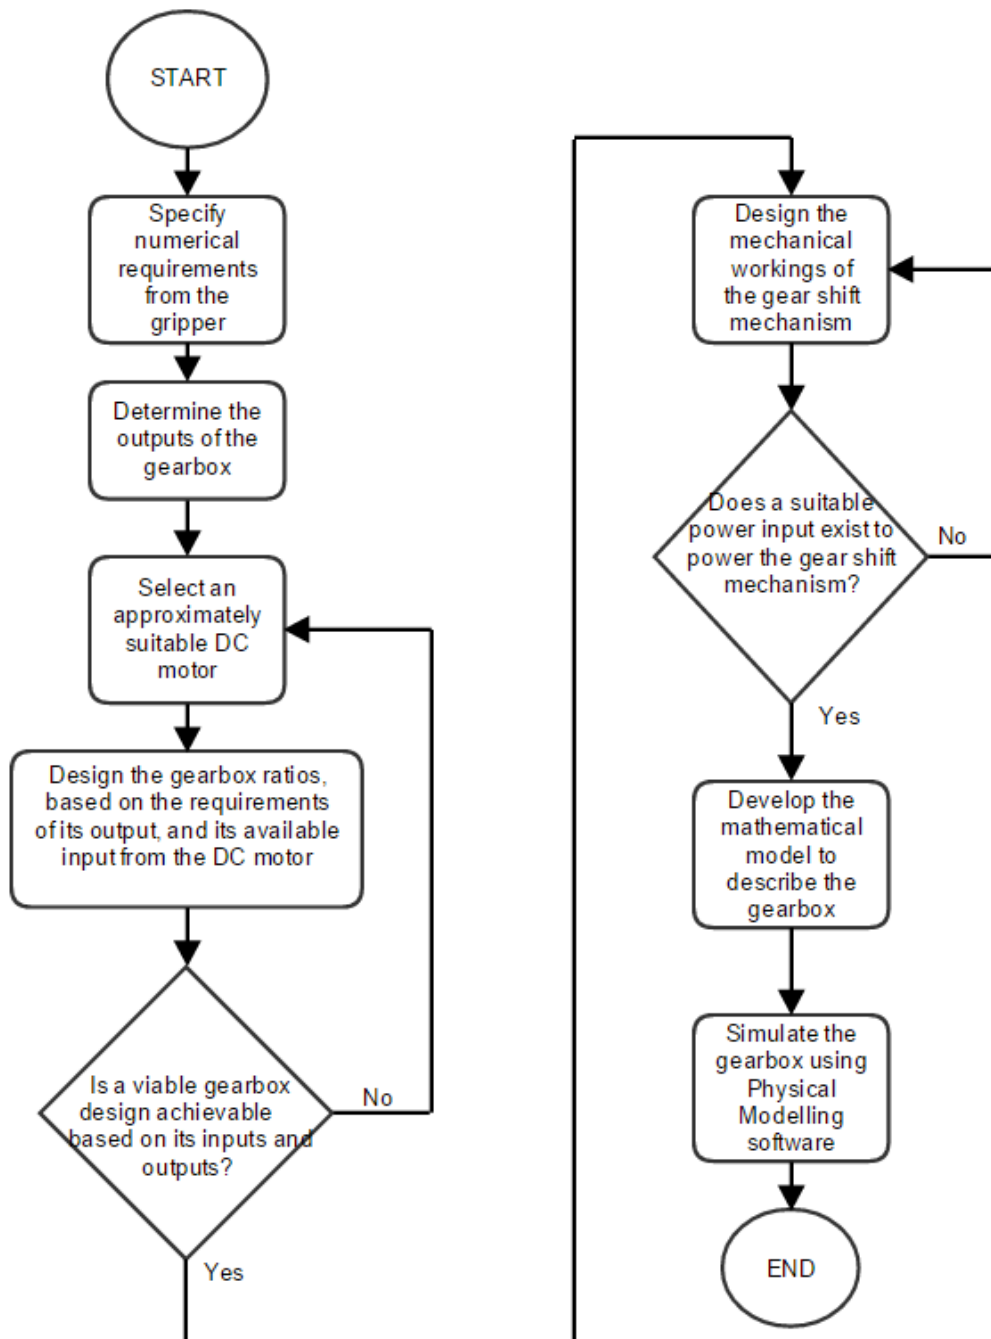 START
Specify
numerical
requirements
from the
gripper
Determine the
outputs of the
gearbox
Select an
approximately
suitable DC
motor
Design the gearbox ratios,
based on the requirements
of its output, and its available
input from the DC motor
Is a viable gearbox
design achievable
based on its inputs and
outputs?
No
Yes
Design the
mechanical
workings of
the gear shift
mechanism
Does a suitable
power input exist to
power the gear shift
mechanism?
No
Yes
Develop the
mathematical
model to
describe the
gearbox
Simulate the
gearbox using
Physical
Modelling
software
END